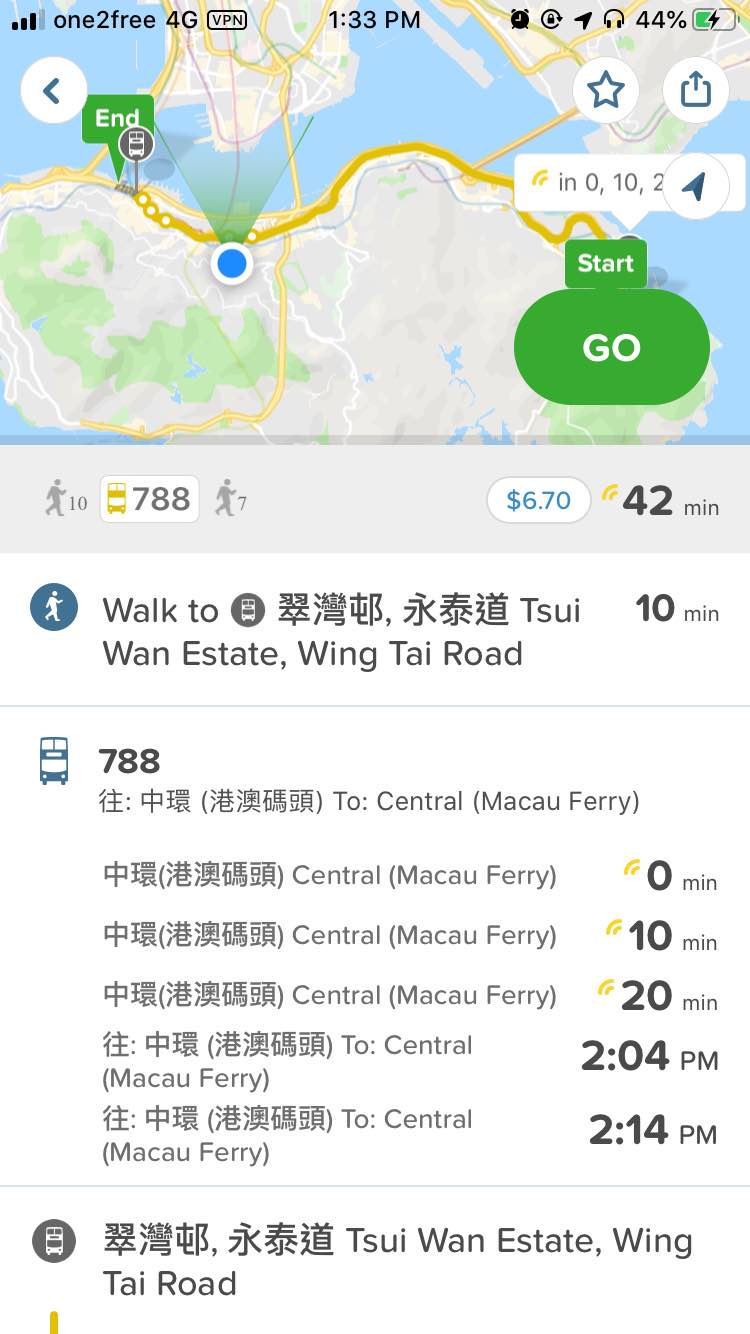 one2free 4G VPN 1:33 PM 44%
End
in 0, 10, 2
Start
GO
10 788 7 $6.70 42 min
Walk to 翠灣邨, 永泰道 Tsui 10 min
Wan Estate, Wing Tai Road
788
往: 中環 (港澳碼頭) To: Central (Macau Ferry)
中環(港澳碼頭) Central (Macau Ferry) 0 min
中環(港澳碼頭) Central (Macau Ferry) 10 min
中環(港澳碼頭) Central (Macau Ferry) 20 min
往: 中環 (港澳碼頭) To: Central 2:04 PM
(Macau Ferry)
往: 中環 (港澳碼頭) To: Central 2:14 PM
(Macau Ferry)
翠灣邨, 永泰道 Tsui Wan Estate, Wing
Tai Road